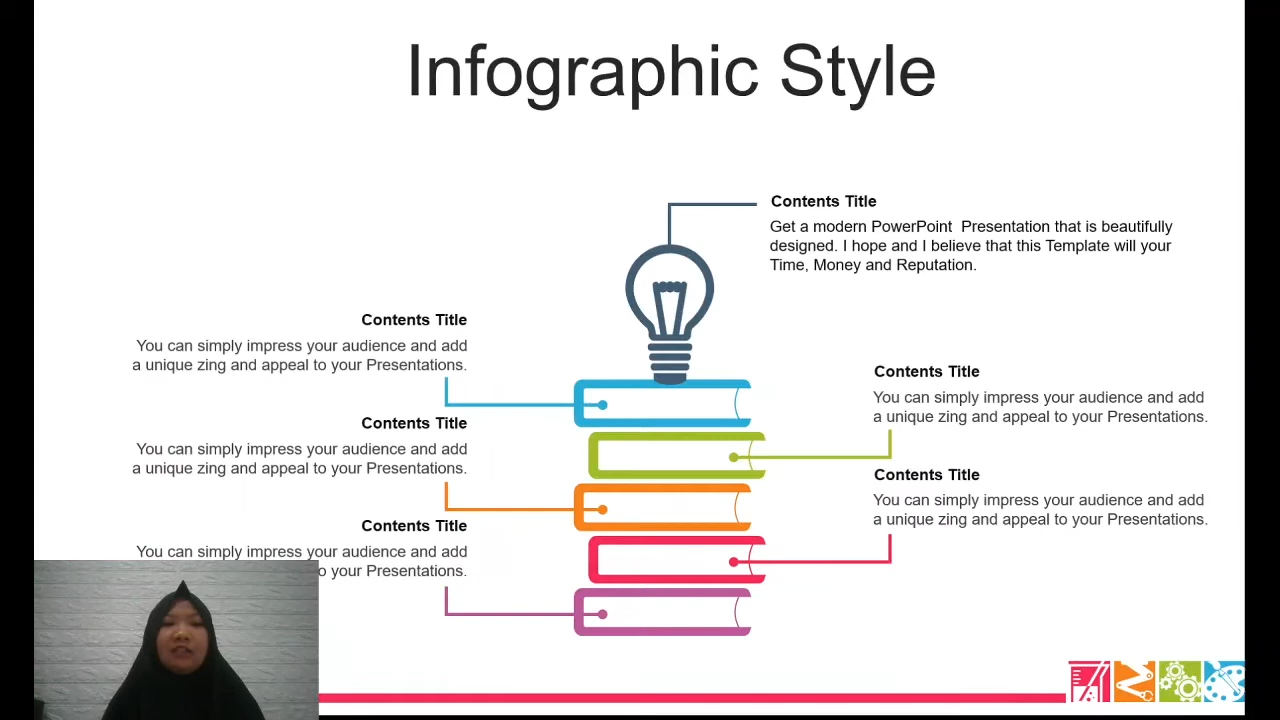 Infographic Style
Contents Title
Get a modern PowerPoint  Presentation that is beautifully
designed. I hope and I believe that this Template will your
Time, Money and Reputation.
Contents Title
You can simply impress your audience and add
a unique zing and appeal to your Presentations.
Contents Title
You can simply impress your audience and add
a unique zing and appeal to your Presentations.
Contents Title
You can simply impress your audience and add
o your Presentations.
Contents Title
You can simply impress your audience and add
a unique zing and appeal to your Presentations.
Contents Title
You can simply impress your audience and add
a unique zing and appeal to your Presentations.